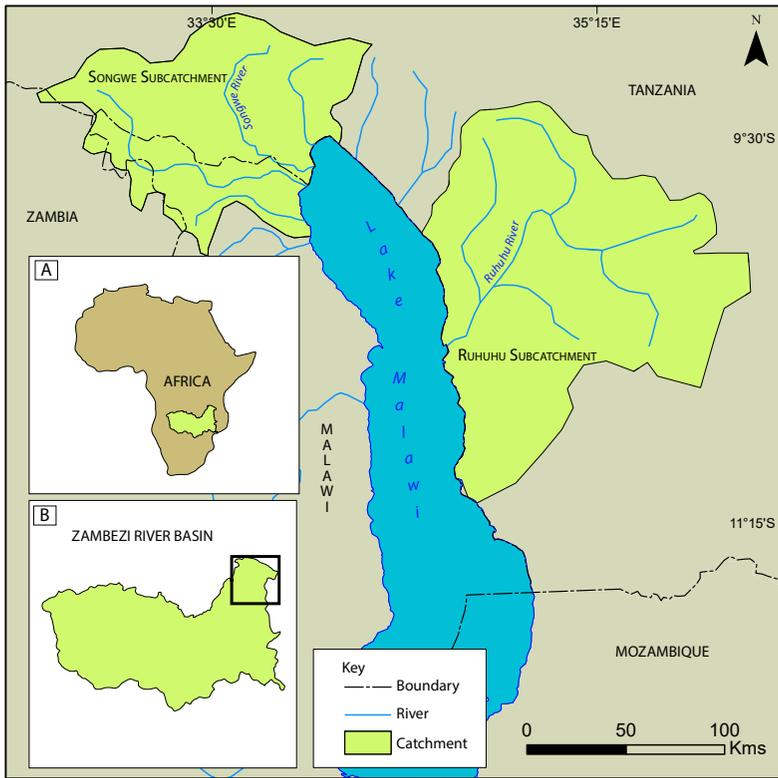 33°30'E
35°15'E
N
SONGWE SUBCATCHMENT
Songwe River
TANZANIA
9°30'S
ZAMBIA
Lake Malawi
Ruhuhu River
RUHUHU SUBCATCHMENT
A
AFRICA
MALAWI
11°15'S
B
ZAMBEZI RIVER BASIN
MOZAMBIQUE
Key
Boundary
River
Catchment
0 50 100
Kms